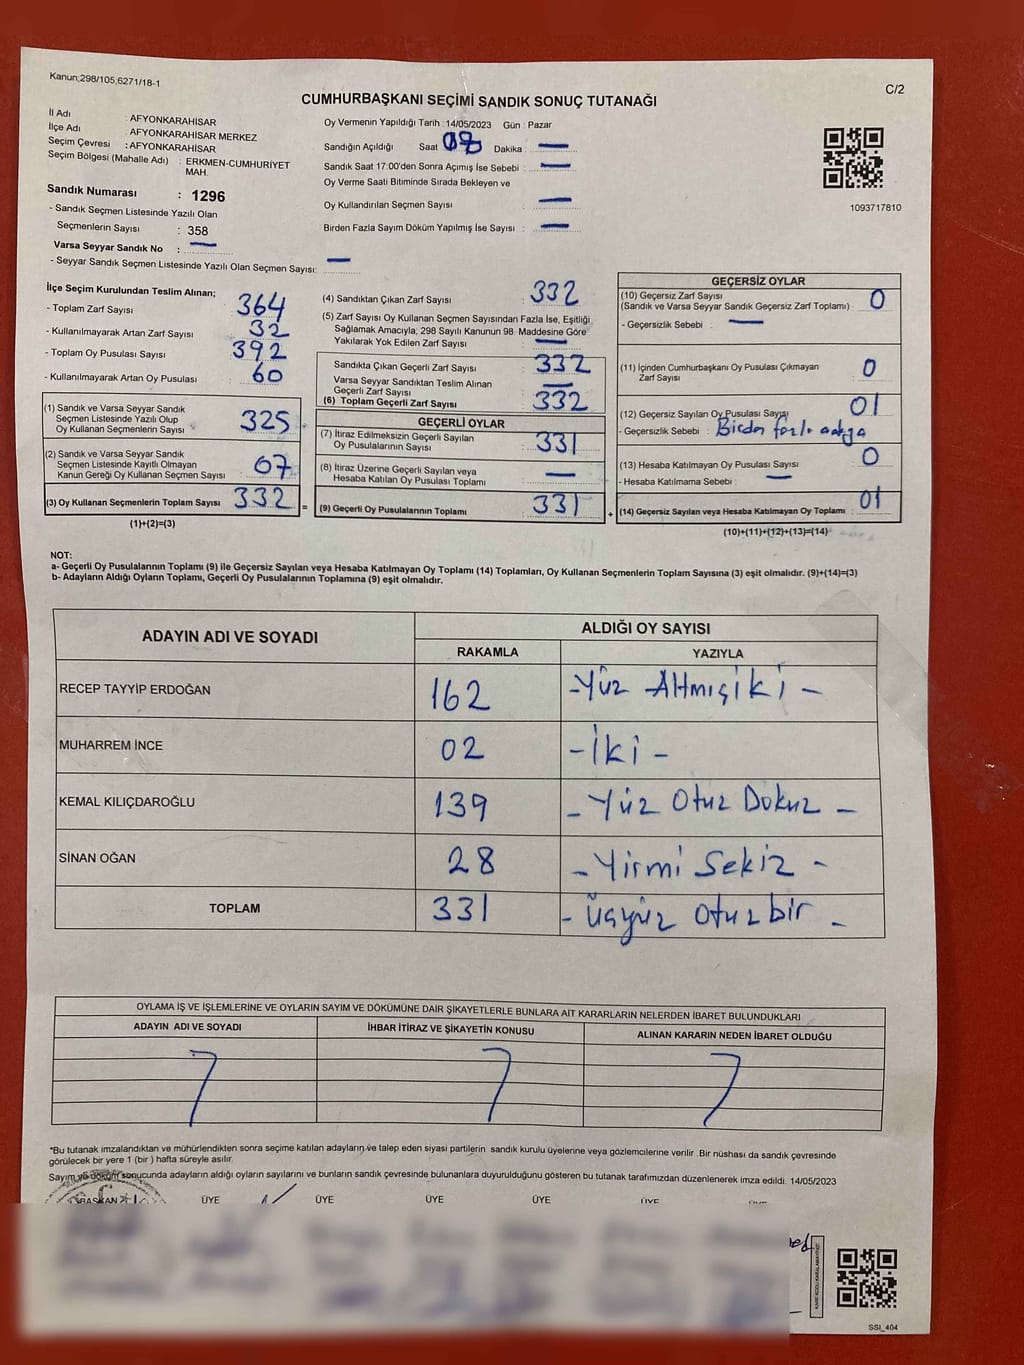 Kanun;298/105,6271/18-1
C/2
CUMHURBAŞKANI SEÇİMİ SANDIK SONUÇ TUTANAĞI
İl Adı : AFYONKARAHİSAR
İlçe Adı : AFYONKARAHİSAR MERKEZ
Seçim Çevresi : AFYONKARAHİSAR
Seçim Bölgesi (Mahalle Adı) : ERKMEN-CUMHURİYET MAH.
Sandık Numarası : 1296
- Sandık Seçmen Listesinde Yazılı Olan
Seçmenlerin Sayısı : 358
Varsa Seyyar Sandık No : —
- Seyyar Sandık Seçmen Listesinde Yazılı Olan Seçmen Sayısı: —
Oy Vermenin Yapıldığı Tarih :14/05/2023 Gün : Pazar
Sandığın Açıldığı Saat 08 Dakika : —
Sandık Saat 17:00'den Sonra Açımış İse Sebebi : —
Oy Verme Saati Bitiminde Sırada Bekleyen ve
Oy Kullandırılan Seçmen Sayısı : —
Birden Fazla Sayım Döküm Yapılmış İse Sayısı : —
1093717810
İlçe Seçim Kurulundan Teslim Alınan;
- Toplam Zarf Sayısı : 364
- Kullanılmayarak Artan Zarf Sayısı : 32
- Toplam Oy Pusulası Sayısı : 392
- Kullanılmayarak Artan Oy Pusulası : 60
(1) Sandık ve Varsa Seyyar Sandık
Seçmen Listesinde Yazılı Olup
Oy Kullanan Seçmenlerin Sayısı : 325
(2) Sandık ve Varsa Seyyar Sandık
Seçmen Listesinde Kayıtlı Olmayan
Kanun Gereği Oy Kullanan Seçmen Sayısı : 07
(3) Oy Kullanan Seçmenlerin Toplam Sayısı : 332
(1)+(2)=(3)
(4) Sandıktan Çıkan Zarf Sayısı : 332
(5) Zarf Sayısı Oy Kullanan Seçmen Sayısından Fazla İse, Eşitliği
Sağlamak Amacıyla; 298 Sayılı Kanunun 98. Maddesine Göre
Yakılarak Yok Edilen Zarf Sayısı : —
Sandıkta Çıkan Geçerli Zarf Sayısı : 332
Varsa Seyyar Sandıktan Teslim Alınan
Geçerli Zarf Sayısı : —
(6) Toplam Geçerli Zarf Sayısı : 332
GEÇERLİ OYLAR
(7) İtiraz Edilmeksizin Geçerli Sayılan
Oy Pusulasının Sayısı : 331
(8) İtiraz Üzerine Geçerli Sayılan veya
Hesaba Katılan Oy Pusulası Toplamı : —
(9) Geçerli Oy Pusulalarının Toplamı : 331
GEÇERSİZ OYLAR
(10) Geçersiz Zarf Sayısı
(Sandık ve Varsa Seyyar Sandık Geçersiz Zarf Toplamı) : 0
- Geçersizlik Sebebi : —
(11) İçinden Cumhurbaşkanı Oy Pusulası Çıkmayan
Zarf Sayısı : 0
(12) Geçersiz Sayılan Oy Pusulası Sayısı : 01
- Geçersizlik Sebebi : Birden fazla
(13) Hesaba Katılmayan Oy Pusulası Sayısı : 0
- Hesaba Katılmama Sebebi : —
(14) Geçersiz Sayılan veya Hesaba Katılmayan Oy Toplamı : 01
(10)+(11)+(12)+(13)=(14)
NOT:
a- Geçerli Oy Pusulalarının Toplamı (9) ile Geçersiz Sayılan veya Hesaba Katılmayan Oy Toplamı (14) Toplamları, Oy Kullanan Seçmenlerin Toplam Sayısına (3) eşit olmalıdır. (9)+(14)=(3)
b- Adayların Aldığı Oyların Toplamı, Geçerli Oy Pusulalarının Toplamına (9) eşit olmalıdır.
ADAYIN ADI VE SOYADI ALDIĞI OY SAYISI
RAKAMLA YAZIYLA
RECEP TAYYİP ERDOĞAN 162 -Yüz Altmışiki-
MUHARREM İNCE 02 -İki-
KEMAL KILIÇDAROĞLU 139 -Yüz Otuz Dokuz-
SİNAN OĞAN 28 -Yirmi Sekiz-
TOPLAM 331 -Üçyüz Otuzbir-
OYLAMA İŞ VE İŞLEMLERİNE VE OYLARIN SAYIM VE DÖKÜMÜNE DAİR ŞİKAYETLERLE BUNLARA AİT KARARLARIN NELERDEN İBARET BULUNDUKLARI
ADAYIN ADI VE SOYADI İHBAR İTİRAZ VE ŞİKAYETİN KONUSU ALINAN KARARIN NEDEN İBARET OLDUĞU
*Bu tutanak imzalandıktan ve mühürlendikten sonra seçime katılan adayların ve talep eden siyasi partilerin sandık kurulu üyelerine veya gözlemcilerine verilir .Bir nüshası da sandık çevresinde
görülecek bir yere 1 (bir ) hafta süreyle asılır.
Sayım ve döküm sonucunda adayların aldığı oyların sayılarını ve bunların sandık çevresinde bulunanlara duyurulduğunu gösteren bu tutanak tarafımızdan düzenlenerek imza edildi. 14/05/2023
BAŞKAN ÜYE ÜYE ÜYE ÜYE ÜYE
SSI_404